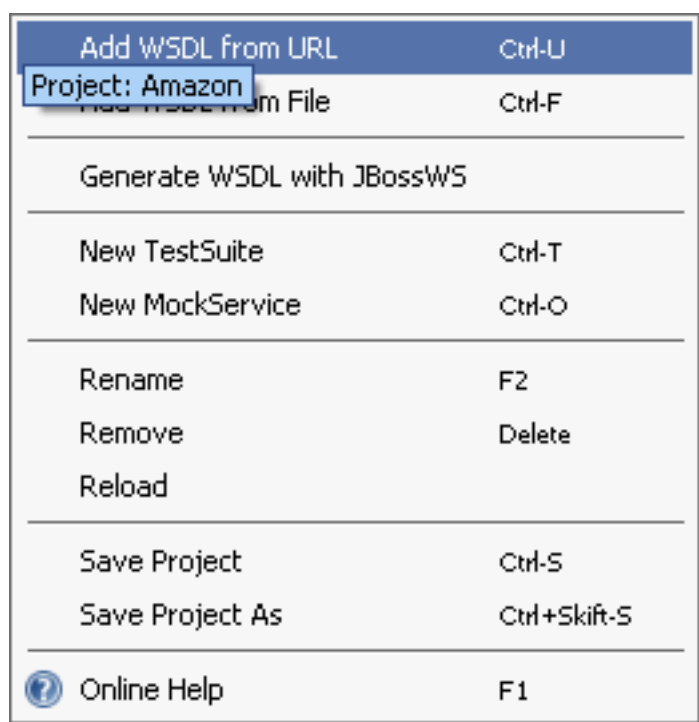 Add WSDL from URL Ctrl-U
Project: Amazon
from File Ctrl-F
Generate WSDL with JBossWS
New TestSuite Ctrl-T
New MockService Ctrl-O
Rename F2
Remove Delete
Reload
Save Project Ctrl-S
Save Project As Ctrl+Skift-S
Online Help F1